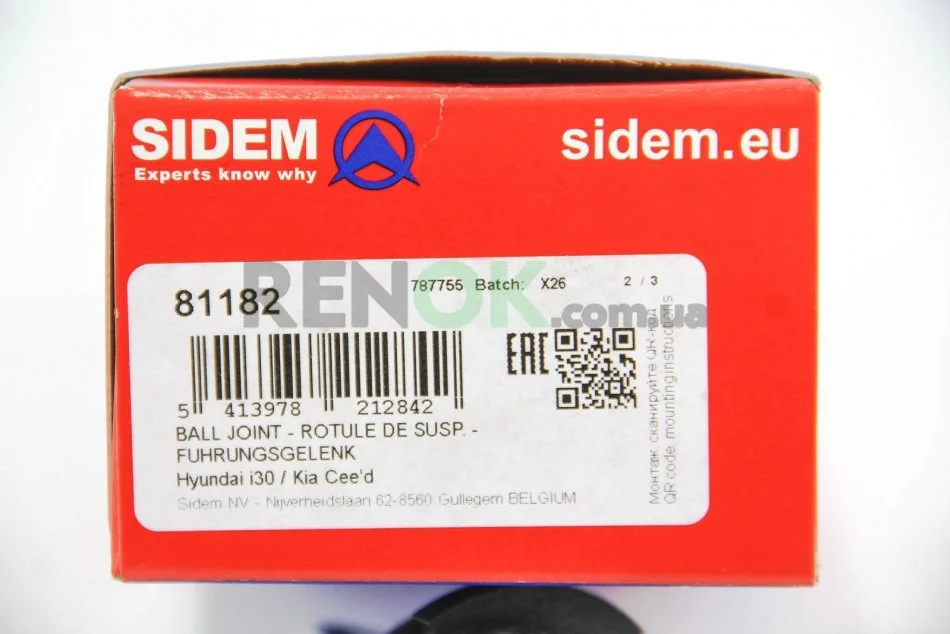 SIDEM
Experts know why
sidem.eu
RENOK.com.ua
81182
787755 Batch: X26 2 / 3
EAC
5 413978 212842
BALL JOINT - ROTULE DE SUSP. -
FUHRUNGSGELENK
Hyundai i30 / Kia Cee'd
Sidem NV - Nijverheidslaan 62-8560 Gullegem BELGIUM
Монтаж: сканируйте QR-код
QR code: mounting instructions